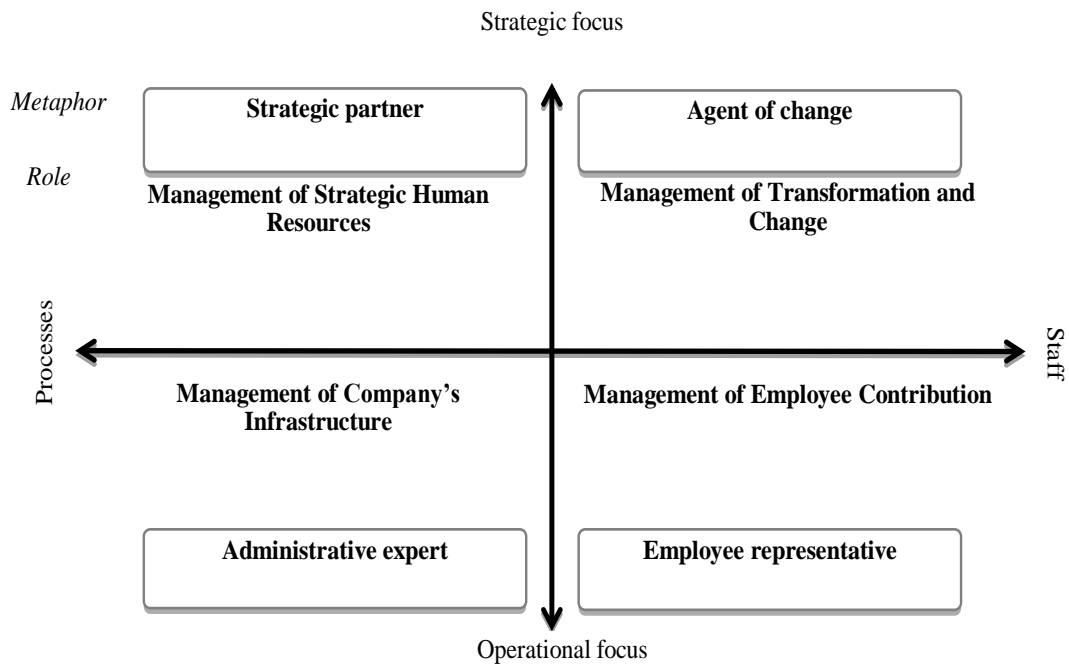 Strategic focus
Metaphor
Strategic partner
Agent of change
Role
Management of Strategic Human
Resources
Management of Transformation and
Change
Processes
Staff
Management of Company’s
Infrastructure
Management of Employee Contribution
Administrative expert
Employee representative
Operational focus